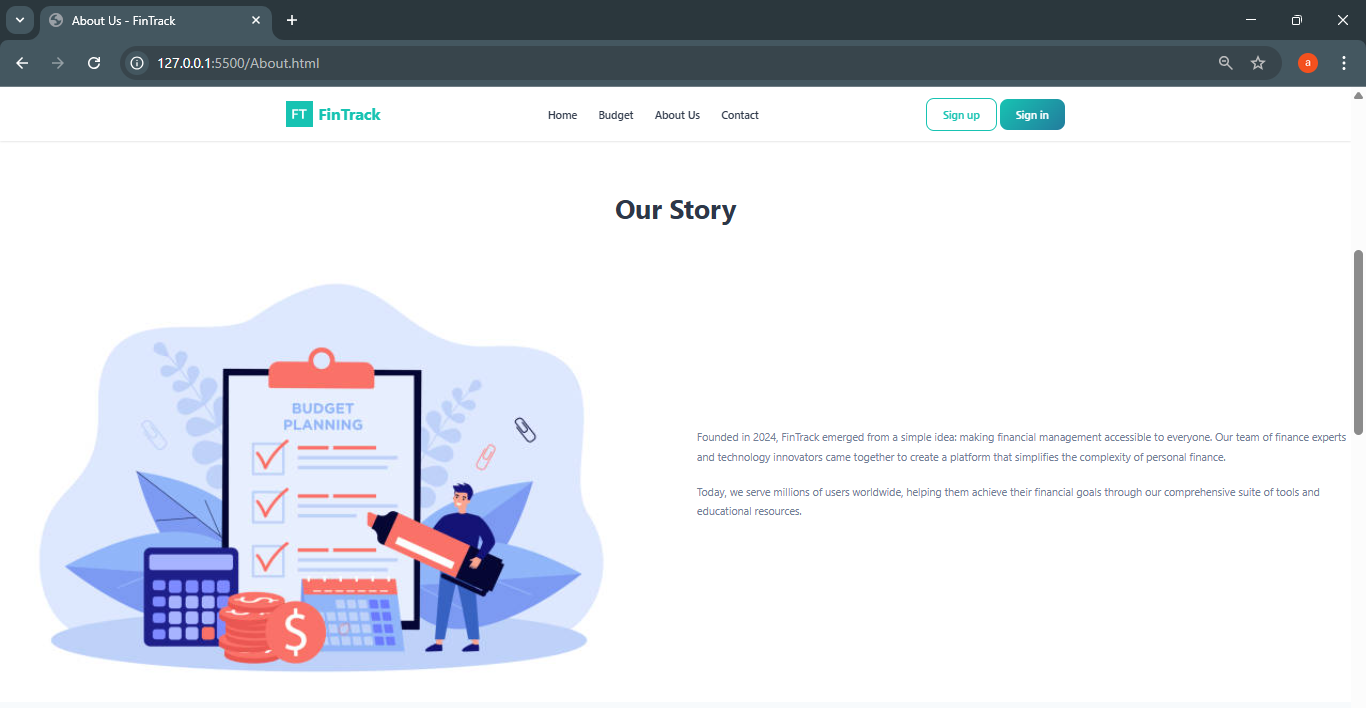 About Us - FinTrack
127.0.0.1:5500/About.html
a
FT FinTrack
Home Budget About Us Contact
Sign up Sign in
Our Story
BUDGET
PLANNING
$
Founded in 2024, FinTrack emerged from a simple idea: making financial management accessible to everyone. Our team of finance experts
and technology innovators came together to create a platform that simplifies the complexity of personal finance.
Today, we serve millions of users worldwide, helping them achieve their financial goals through our comprehensive suite of tools and
educational resources.